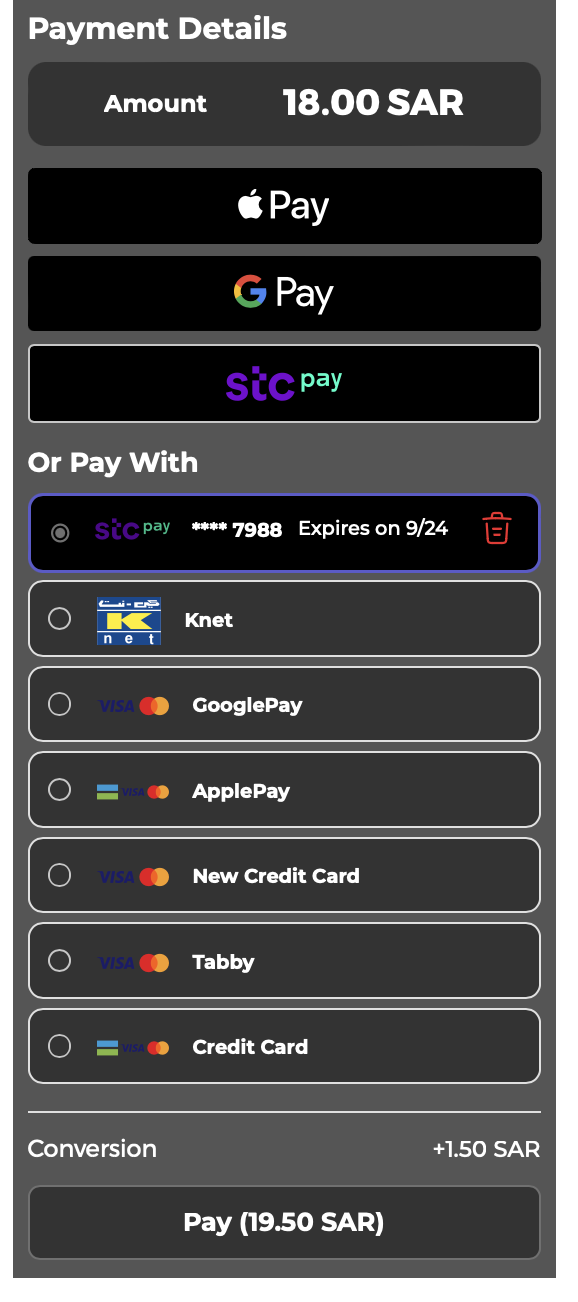 Payment Details
Amount 18.00 SAR
Pay
G Pay
stc pay
Or Pay With
stc pay **** 7988 Expires on 9/24
كي - نت
K
n e t
Knet
VISA GooglePay
VISA ApplePay
VISA New Credit Card
VISA Tabby
VISA Credit Card
Conversion +1.50 SAR
Pay (19.50 SAR)